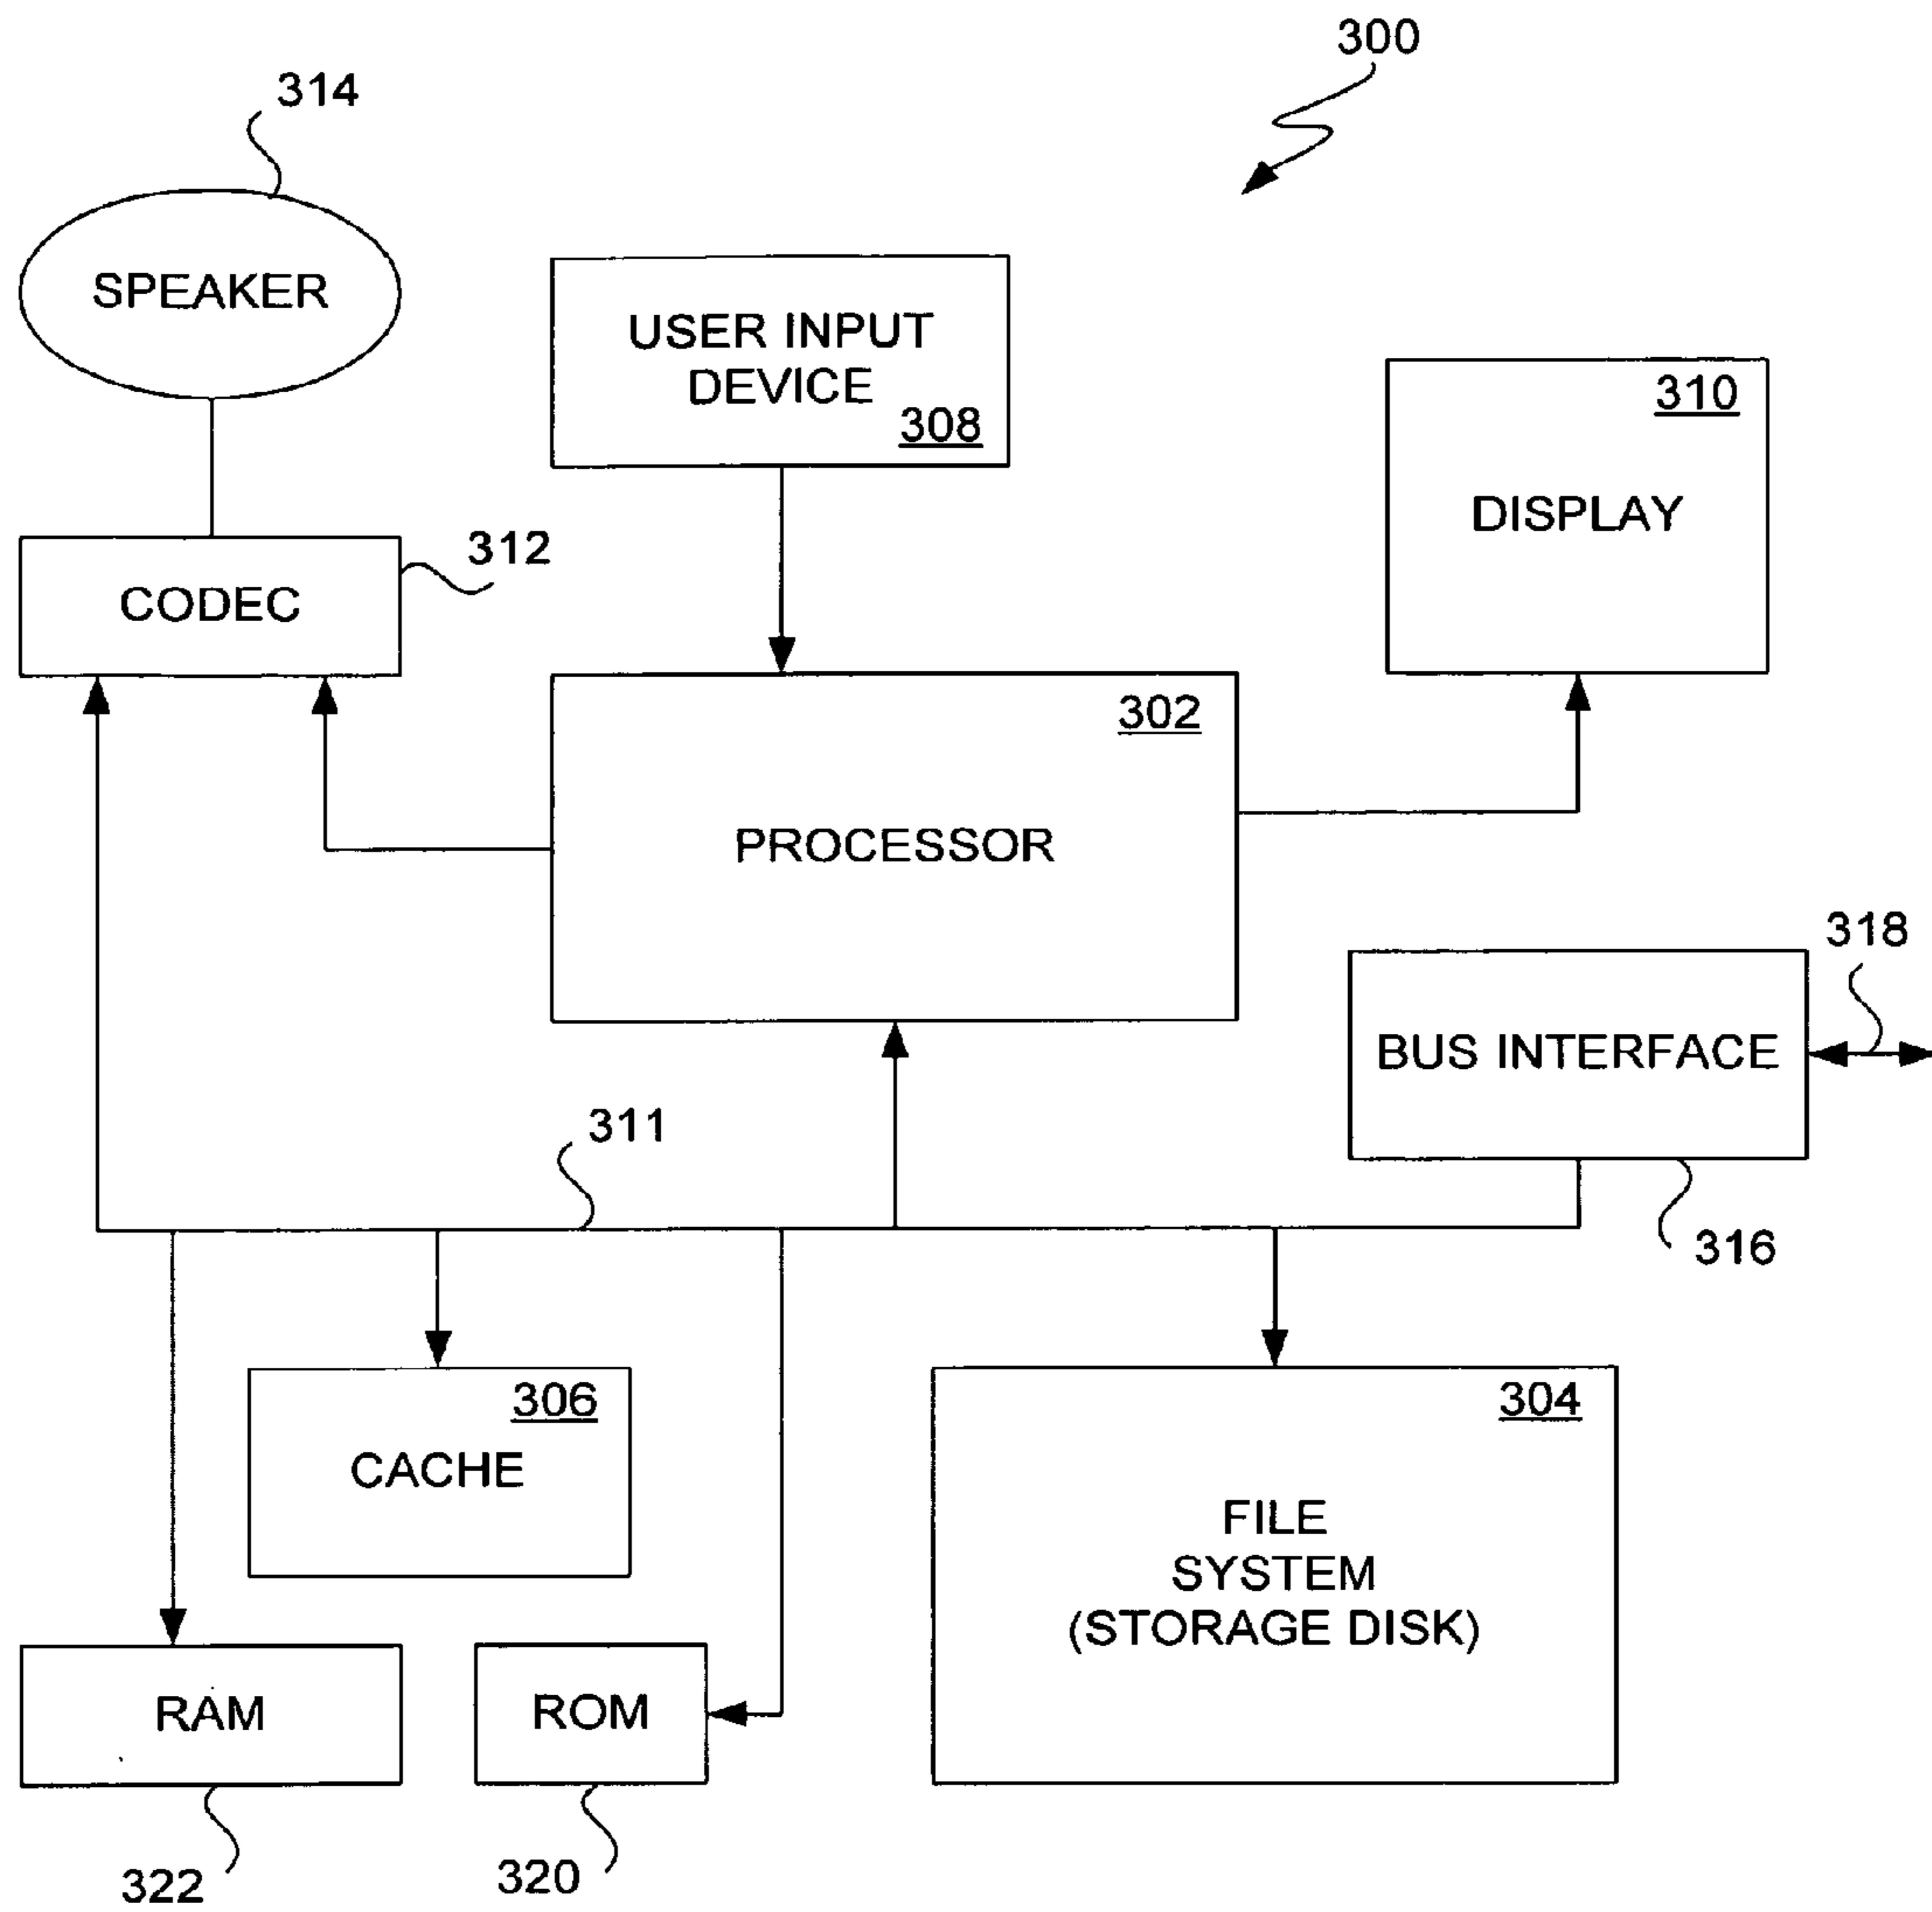 300
314
SPEAKER
USER INPUT
DEVICE
308
310
DISPLAY
312
CODEC
302
PROCESSOR
318
BUS INTERFACE
311
316
306
CACHE
304
FILE
SYSTEM
(STORAGE DISK)
RAM
ROM
322
320